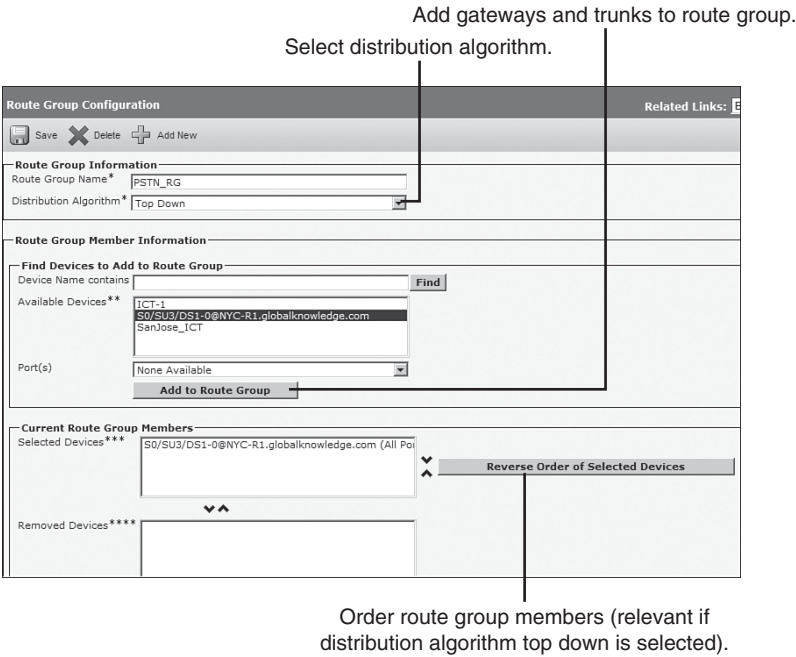 Add gateways and trunks to route group.
Select distribution algorithm.
Route Group Configuration
Related Links:
Save Delete Add New
Route Group Information
Route Group Name* PSTN_RG
Distribution Algorithm* Top Down
Route Group Member Information
Find Devices to Add to Route Group
Device Name contains Find
Available Devices** ICT-1
S0/SU3/DS1-0@NYC-R1.globalknowledge.com
SanJose_ICT
Port(s) None Available
Add to Route Group
Current Route Group Members
Selected Devices*** S0/SU3/DS1-0@NYC-R1.globalknowledge.com (All Po
Reverse Order of Selected Devices
Removed Devices****
Order route group members (relevant if
distribution algorithm top down is selected).